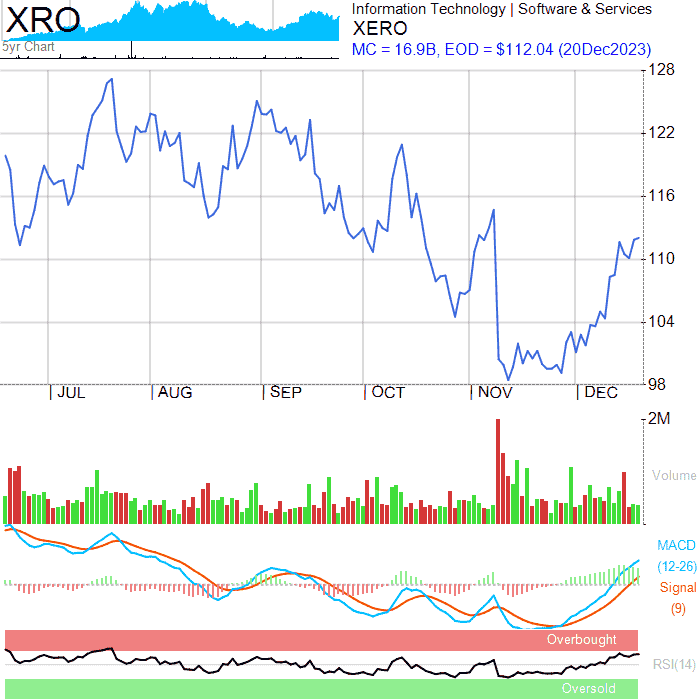 XRO
5yr Chart
Information Technology | Software & Services
XERO
MC = 16.9B, EOD = $112.04 (20Dec2023)
128
122
116
110
104
98
JUL AUG SEP OCT NOV DEC
2M
Volume
MACD
(12-26)
Signal
(9)
Overbought
RSI(14)
Oversold